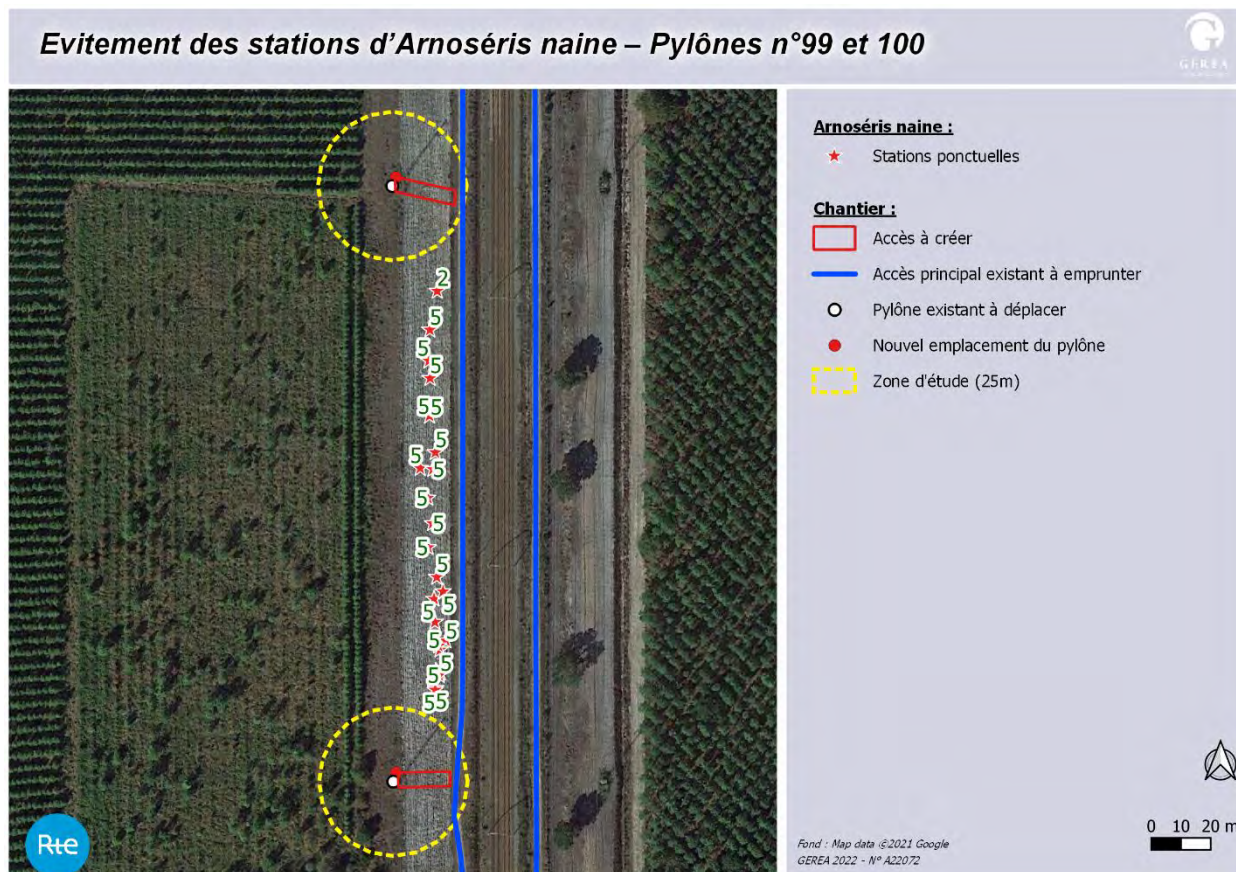 Evitement des stations d'Arnoséris naine – Pylônes n°99 et 100
GEREA
Arnoséris naine :
Stations ponctuelles
Chantier :
Accès à créer
Accès principal existant à emprunter
Pylône existant à déplacer
Nouvel emplacement du pylône
Zone d'étude (25m)
2
5
5
5
55
5
5
5
5
5
5
5
5
5
5
5
5
5
55
Rte
0 10 20 m
Fond : Map data ©2021 Google
GEREA 2022 - N° A22072